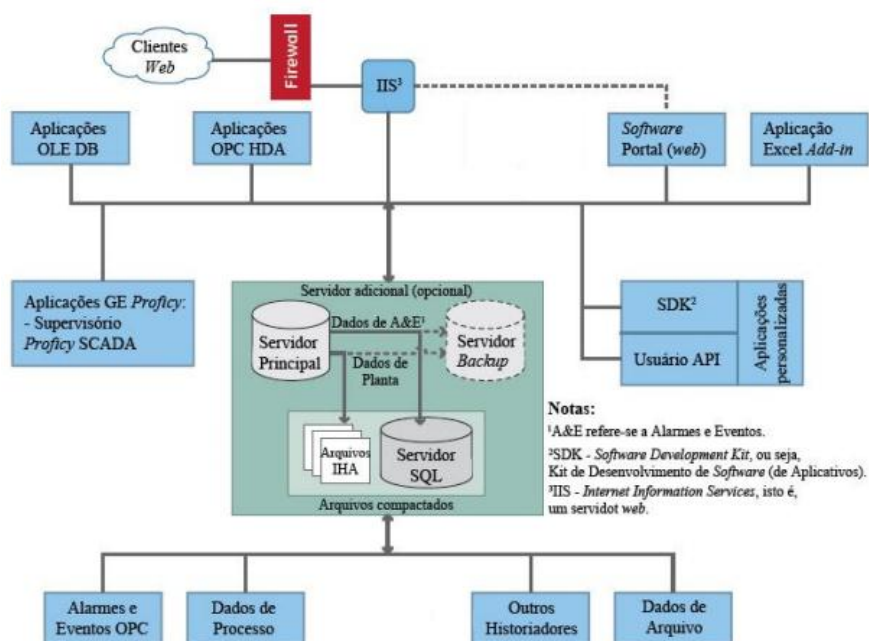 Clientes
Web
Firewall
IIS³
Aplicações
OLE DB
Aplicações
OPC HDA
Software
Portal (web)
Aplicação
Excel Add-in
Aplicações GE Proficy:
- Supervisório
Proficy SCADA
Servidor adicional (opcional)
Servidor
Principal
Dados de A&E¹
Dados de
Planta
Servidor
Backup
Arquivos
IHA
Servidor
SQL
Arquivos compactados
SDK²
Usuário API
Aplicações
personalizadas
Notas:
¹A&E refere-se a Alarmes e Eventos.
²SDK - Software Development Kit, ou seja,
Kit de Desenvolvimento de Software (de Aplicativos).
³IIS - Internet Information Services, isto é,
um servidot web.
Alarmes e
Eventos OPC
Dados de
Processo
Outros
Historiadores
Dados de
Arquivo